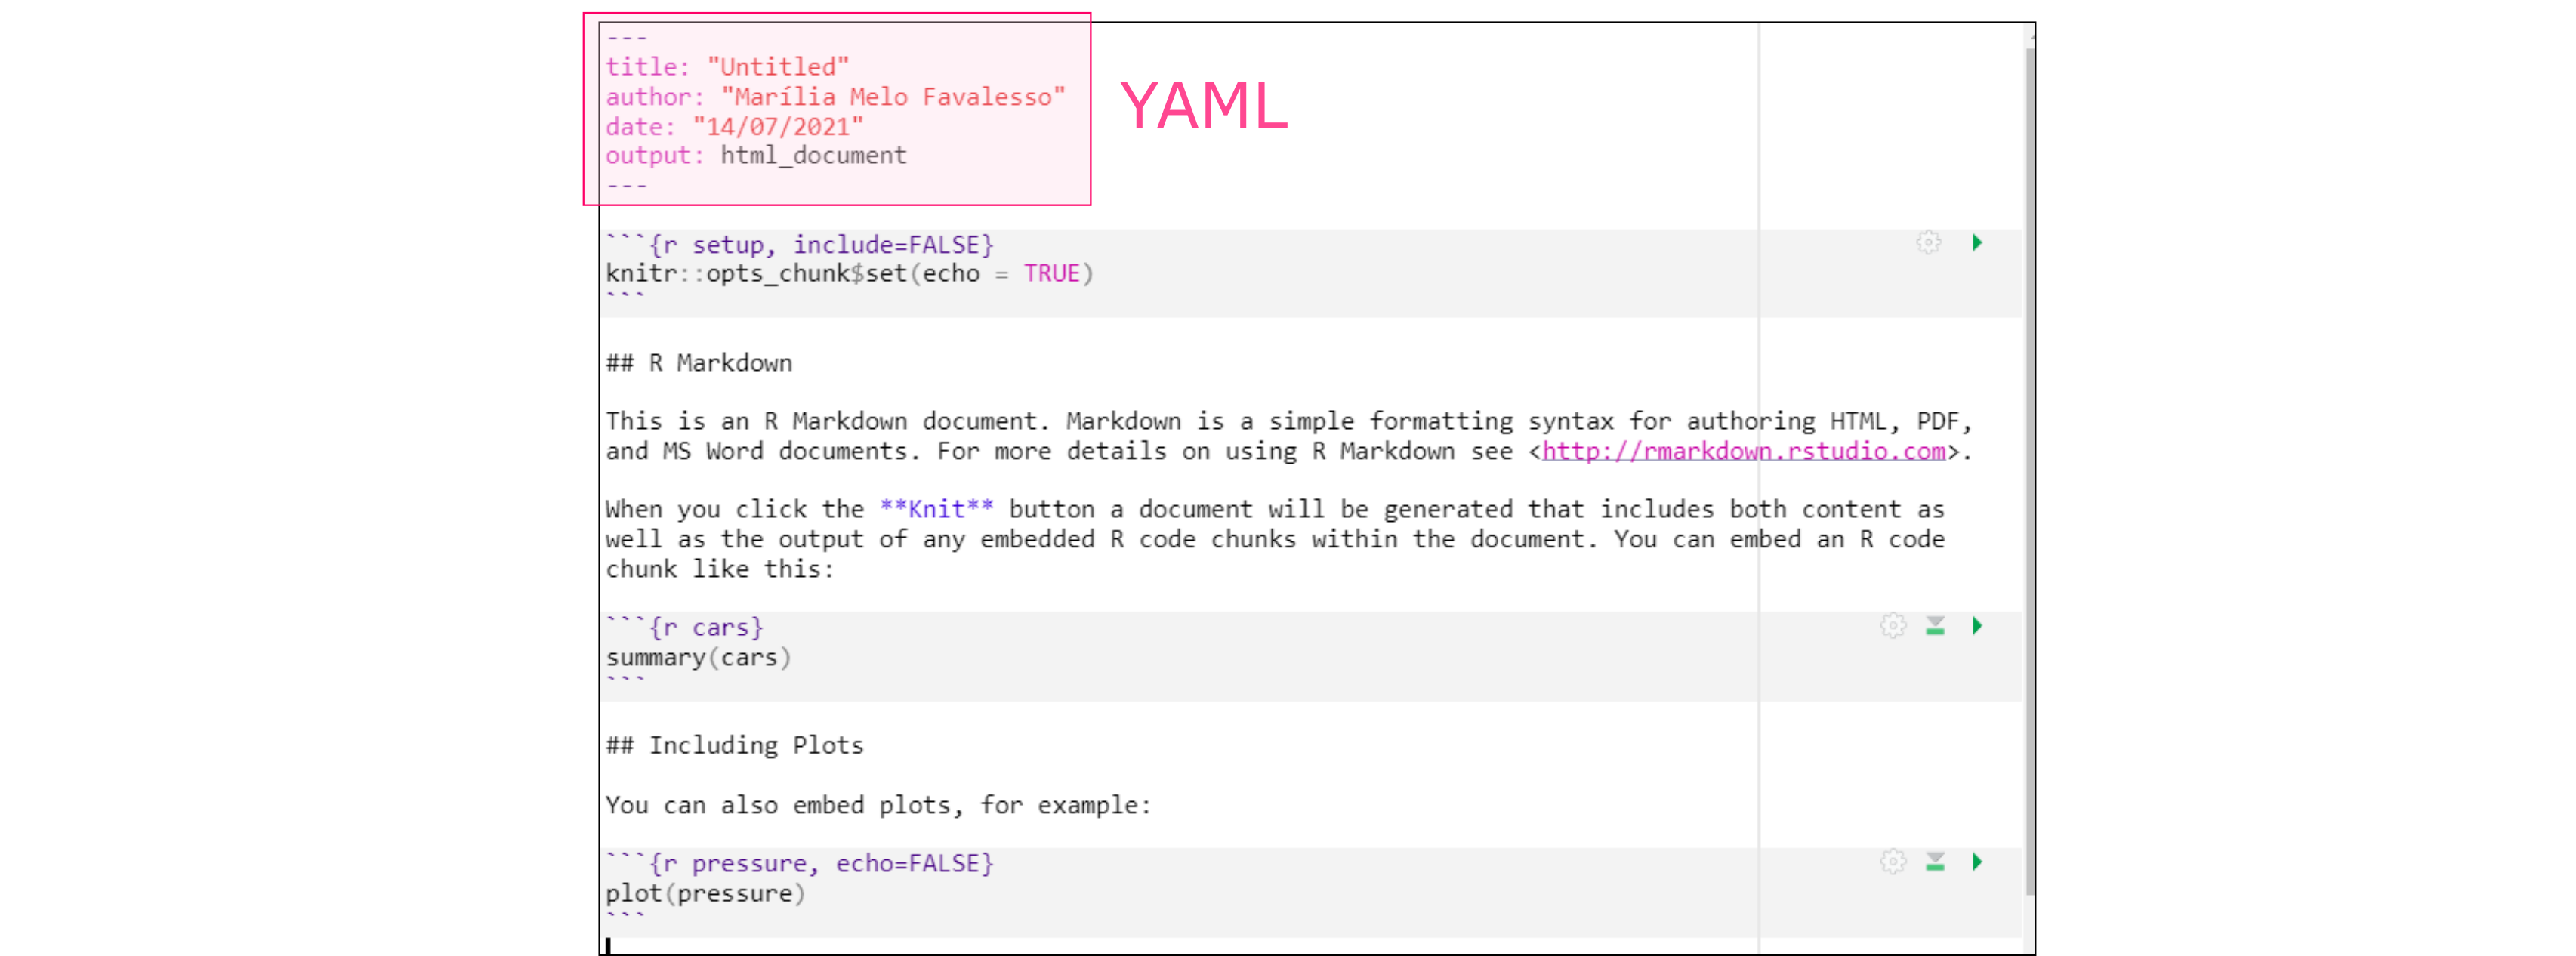 ---
title: "Untitled"
author: "Marília Melo Favalesso"
date: "14/07/2021"
output: html_document
---
YAML
```{r setup, include=FALSE}
knitr::opts_chunk$set(echo = TRUE)
```
## R Markdown
This is an R Markdown document. Markdown is a simple formatting syntax for authoring HTML, PDF,
and MS Word documents. For more details on using R Markdown see <http://rmarkdown.rstudio.com>.
When you click the **Knit** button a document will be generated that includes both content as
well as the output of any embedded R code chunks within the document. You can embed an R code
chunk like this:
```{r cars}
summary(cars)
```
## Including Plots
You can also embed plots, for example:
```{r pressure, echo=FALSE}
plot(pressure)
```